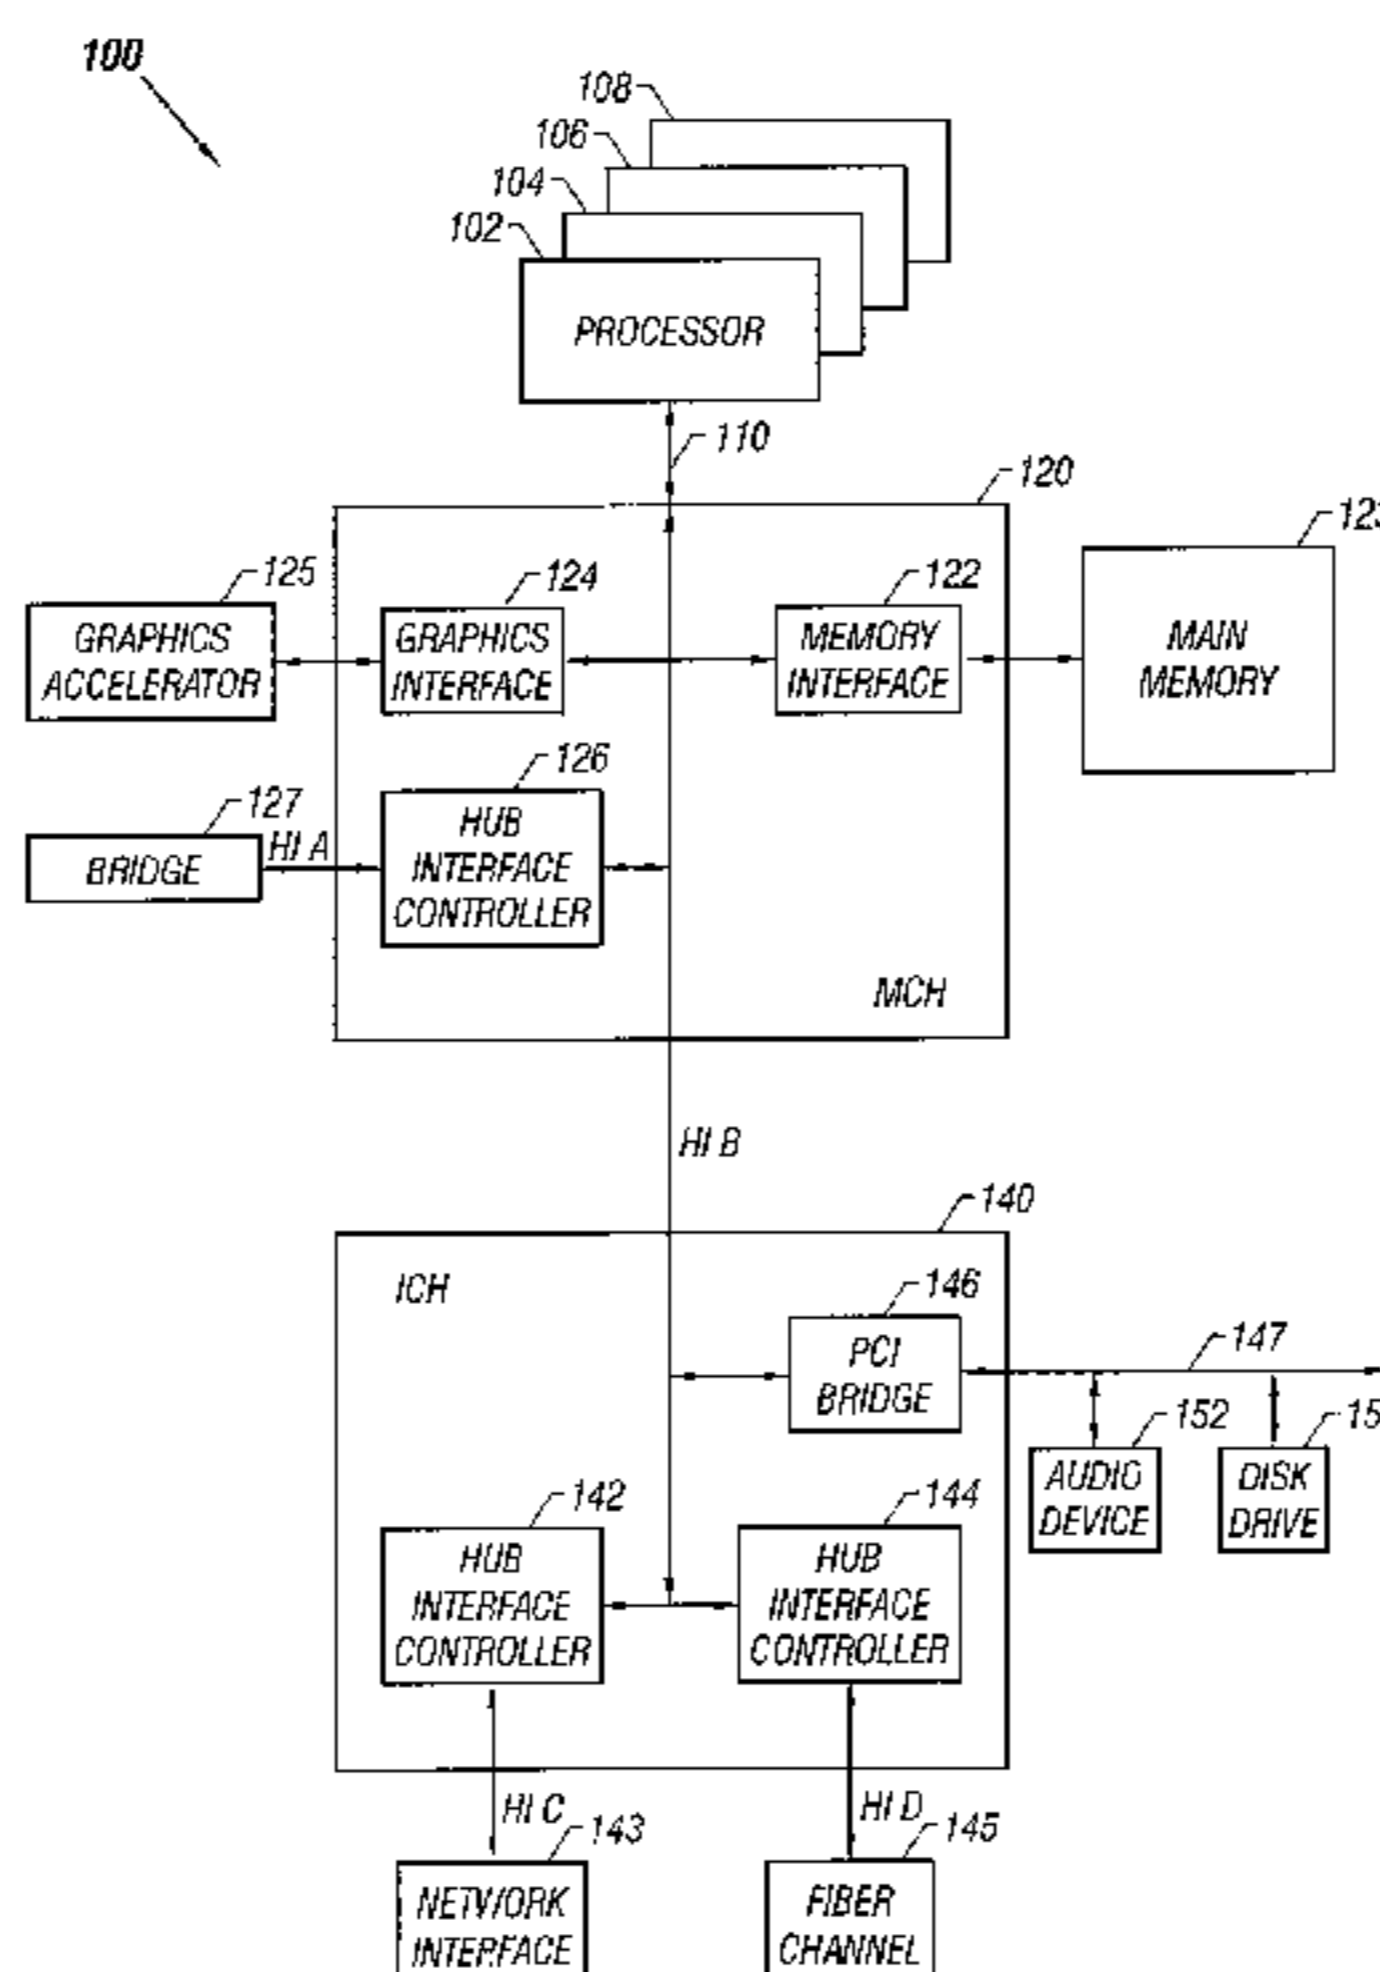 100
108
106
104
102
PROCESSOR
110
120
125
124
122
GRAPHICS
ACCELERATOR
GRAPHICS
INTERFACE
MEMORY
INTERFACE
MAIN
MEMORY
126
127
HI A
BRIDGE
HUB
INTERFACE
CONTROLLER
MCH
HI B
140
ICH
146
PCI
BRIDGE
147
152
AUDIO
DEVICE
DISK
DRIVE
142
144
HUB
INTERFACE
CONTROLLER
HUB
INTERFACE
CONTROLLER
HI C
143
HI D
145
NETWORK
INTERFACE
FIBER
CHANNEL